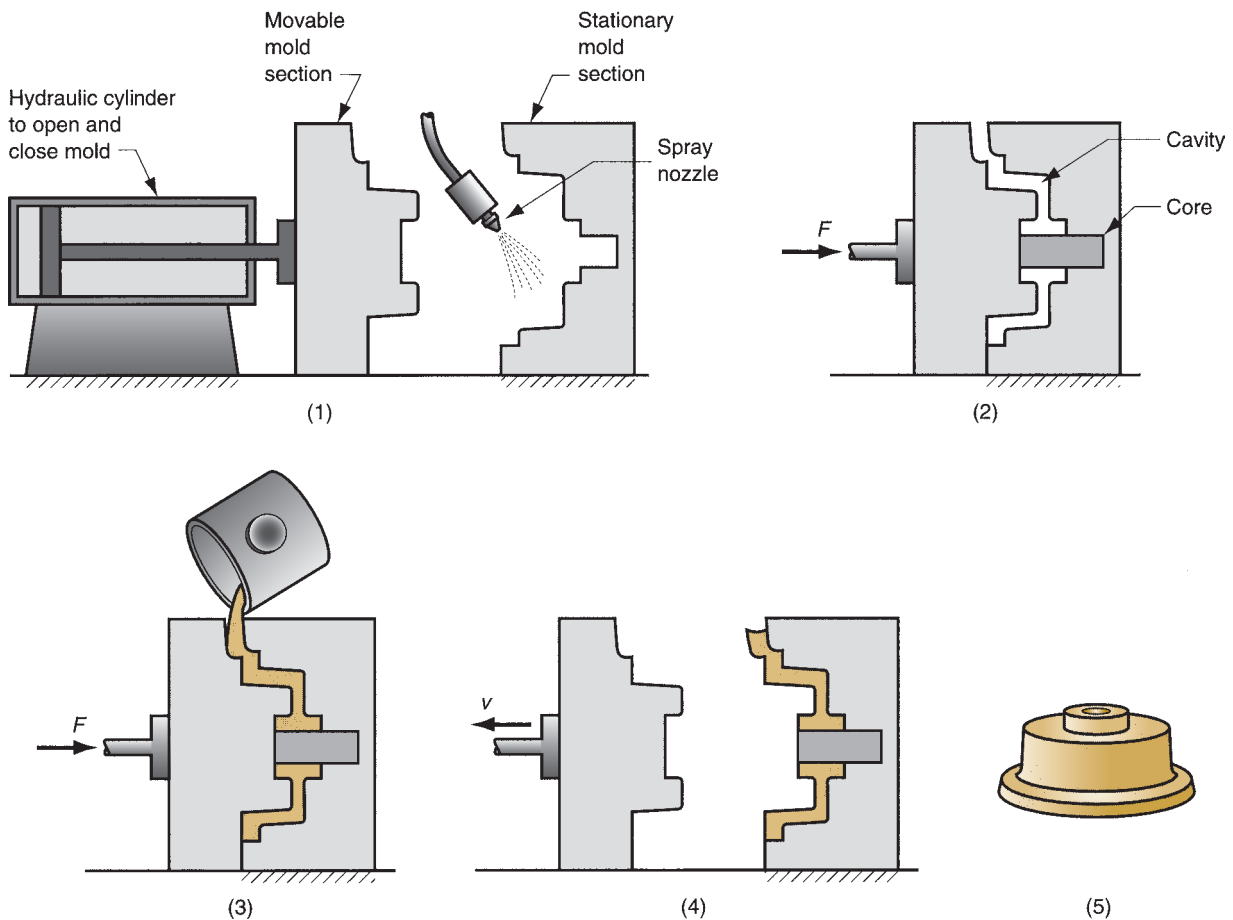 Movable
mold
section
Stationary
mold
section
Hydraulic cylinder
to open and
close mold
Spray
nozzle
Cavity
Core
F
(1)
(2)
F
v
(3)
(4)
(5)